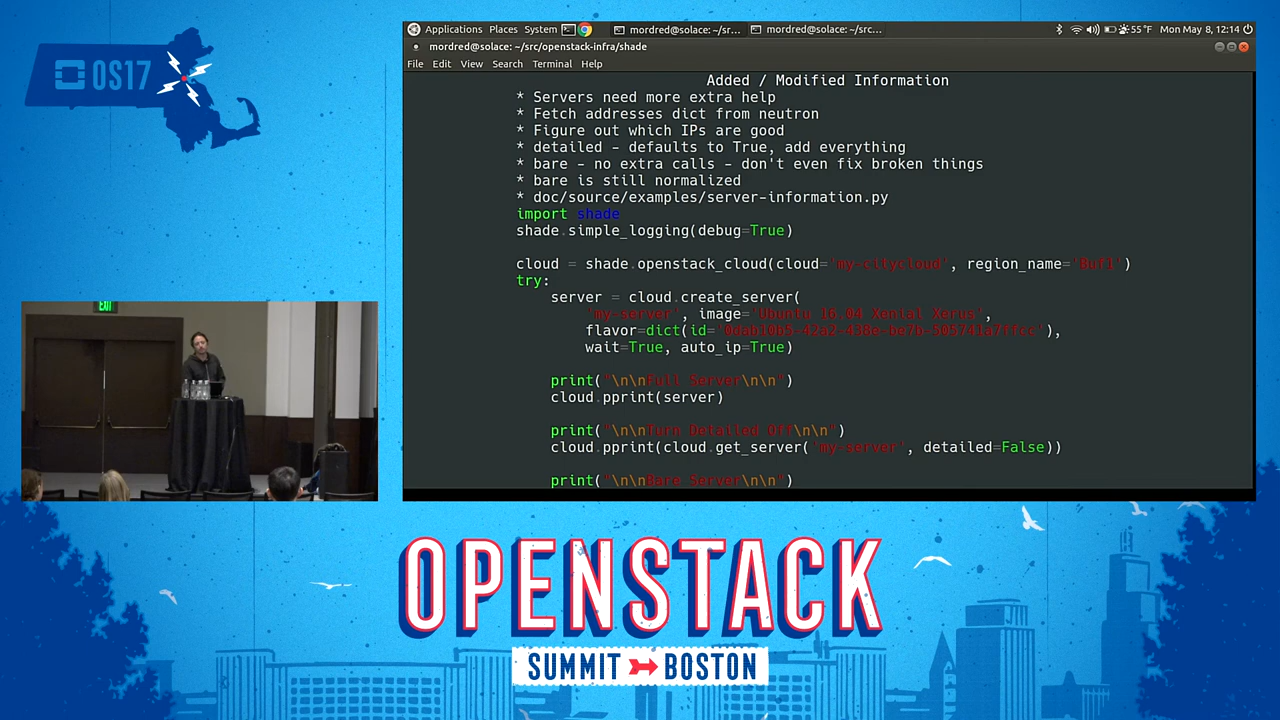 OS17
EXIT
Applications Places System
mordred@solace: ~/sr...
mordred@solace: ~/src...
55 °F Mon May 8, 12:14
mordred@solace: ~/src/openstack-infra/shade
File Edit View Search Terminal Help
Added / Modified Information
* Servers need more extra help
* Fetch addresses dict from neutron
* Figure out which IPs are good
* detailed - defaults to True, add everything
* bare - no extra calls - don't even fix broken things
* bare is still normalized
* doc/source/examples/server-information.py
import shade
shade.simple_logging(debug=True)
cloud = shade.openstack_cloud(cloud='my-citycloud', region_name='Buf1')
try:
server = cloud.create_server(
'my-server', image='Ubuntu 16.04 Xenial Xerus',
flavor=dict(id='0dab10b5-42a2-438e-be7b-505741a7ffcc'),
wait=True, auto_ip=True)
print("\n\nFull Server\n\n")
cloud.pprint(server)
print("\n\nTurn Detailed Off\n\n")
cloud.pprint(cloud.get_server('my-server', detailed=False))
print("\n\nBare Server\n\n")
OPENSTACK
SUMMIT BOSTON